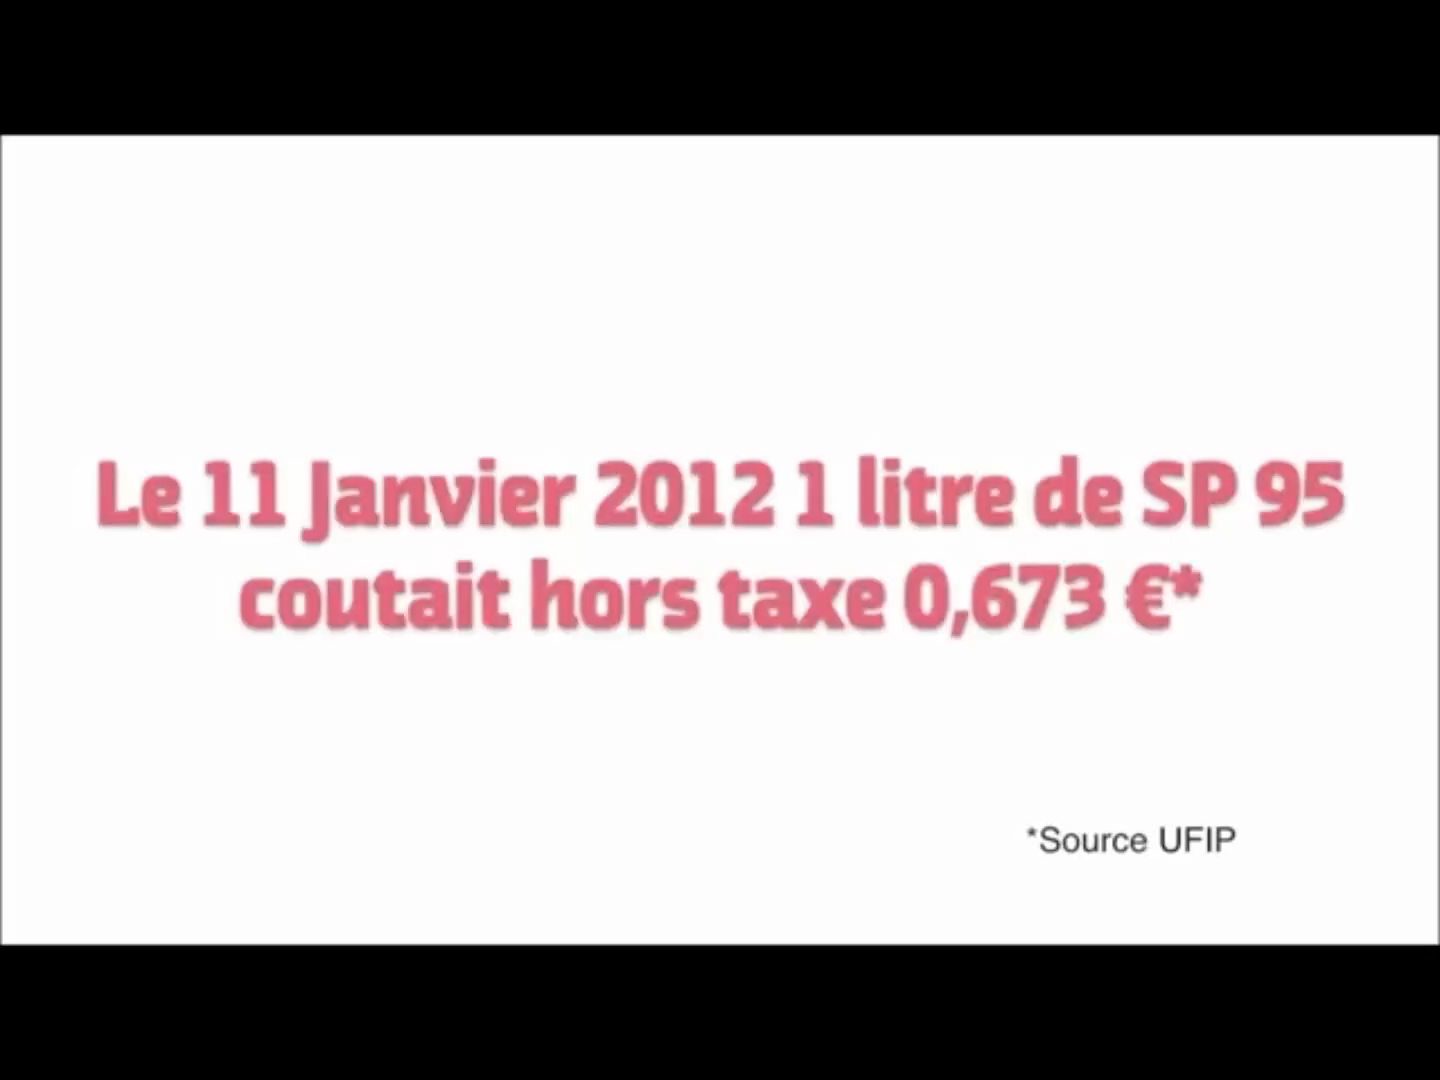 Le 11 Janvier 2012 1 litre de SP 95
coutait hors taxe 0,673 €*
*Source UFIP